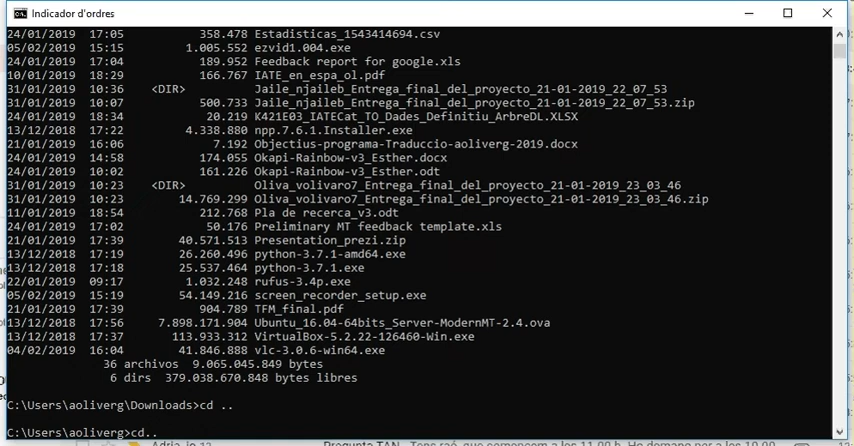 Indicador d'ordres
24/01/2019 17:05 358.478 Estadisticas_1543414694.csv
05/02/2019 15:15 1.005.552 ezvid1.004.exe
24/01/2019 17:04 189.952 Feedback report for google.xls
10/01/2019 18:29 166.767 IATE_en_espa_ol.pdf
31/01/2019 10:36 <DIR> Jaile_njaileb_Entrega_final_del_proyecto_21-01-2019_22_07_53
31/01/2019 10:07 500.733 Jaile_njaileb_Entrega_final_del_proyecto_21-01-2019_22_07_53.zip
24/01/2019 18:34 20.219 K421E03_IATECat_TO_Dades_Definitiu_ArbreDL.XLSX
13/12/2018 17:22 4.338.880 npp.7.6.1.Installer.exe
21/01/2019 16:06 7.192 Objectius-programa-Traduccio-aoliverg-2019.docx
24/01/2019 14:58 174.055 Okapi-Rainbow-v3_Esther.docx
24/01/2019 10:02 161.226 Okapi-Rainbow-v3_Esther.odt
31/01/2019 10:23 <DIR> Oliva_volivaro7_Entrega_final_del_proyecto_21-01-2019_23_03_46
31/01/2019 10:23 14.769.299 Oliva_volivaro7_Entrega_final_del_proyecto_21-01-2019_23_03_46.zip
11/01/2019 18:54 212.768 Pla de recerca_v3.odt
24/01/2019 17:02 50.176 Preliminary MT feedback template.xls
21/01/2019 17:39 40.571.513 Presentation_prezi.zip
13/12/2018 17:19 26.260.496 python-3.7.1-amd64.exe
13/12/2018 17:18 25.537.464 python-3.7.1.exe
22/01/2019 09:17 1.032.248 rufus-3.4p.exe
05/02/2019 15:19 54.149.216 screen_recorder_setup.exe
21/01/2019 17:39 904.789 TFM_final.pdf
13/12/2018 17:56 7.898.171.904 Ubuntu_16.04-64bits_Server-ModernMT-2.4.ova
13/12/2018 17:37 113.933.312 VirtualBox-5.2.22-126460-Win.exe
04/02/2019 16:04 41.846.888 vlc-3.0.6-win64.exe
36 archivos 9.065.045.849 bytes
6 dirs 379.038.670.848 bytes libres
C:\Users\aoliverg\Downloads>cd ..
C:\Users\aoliverg>cd..